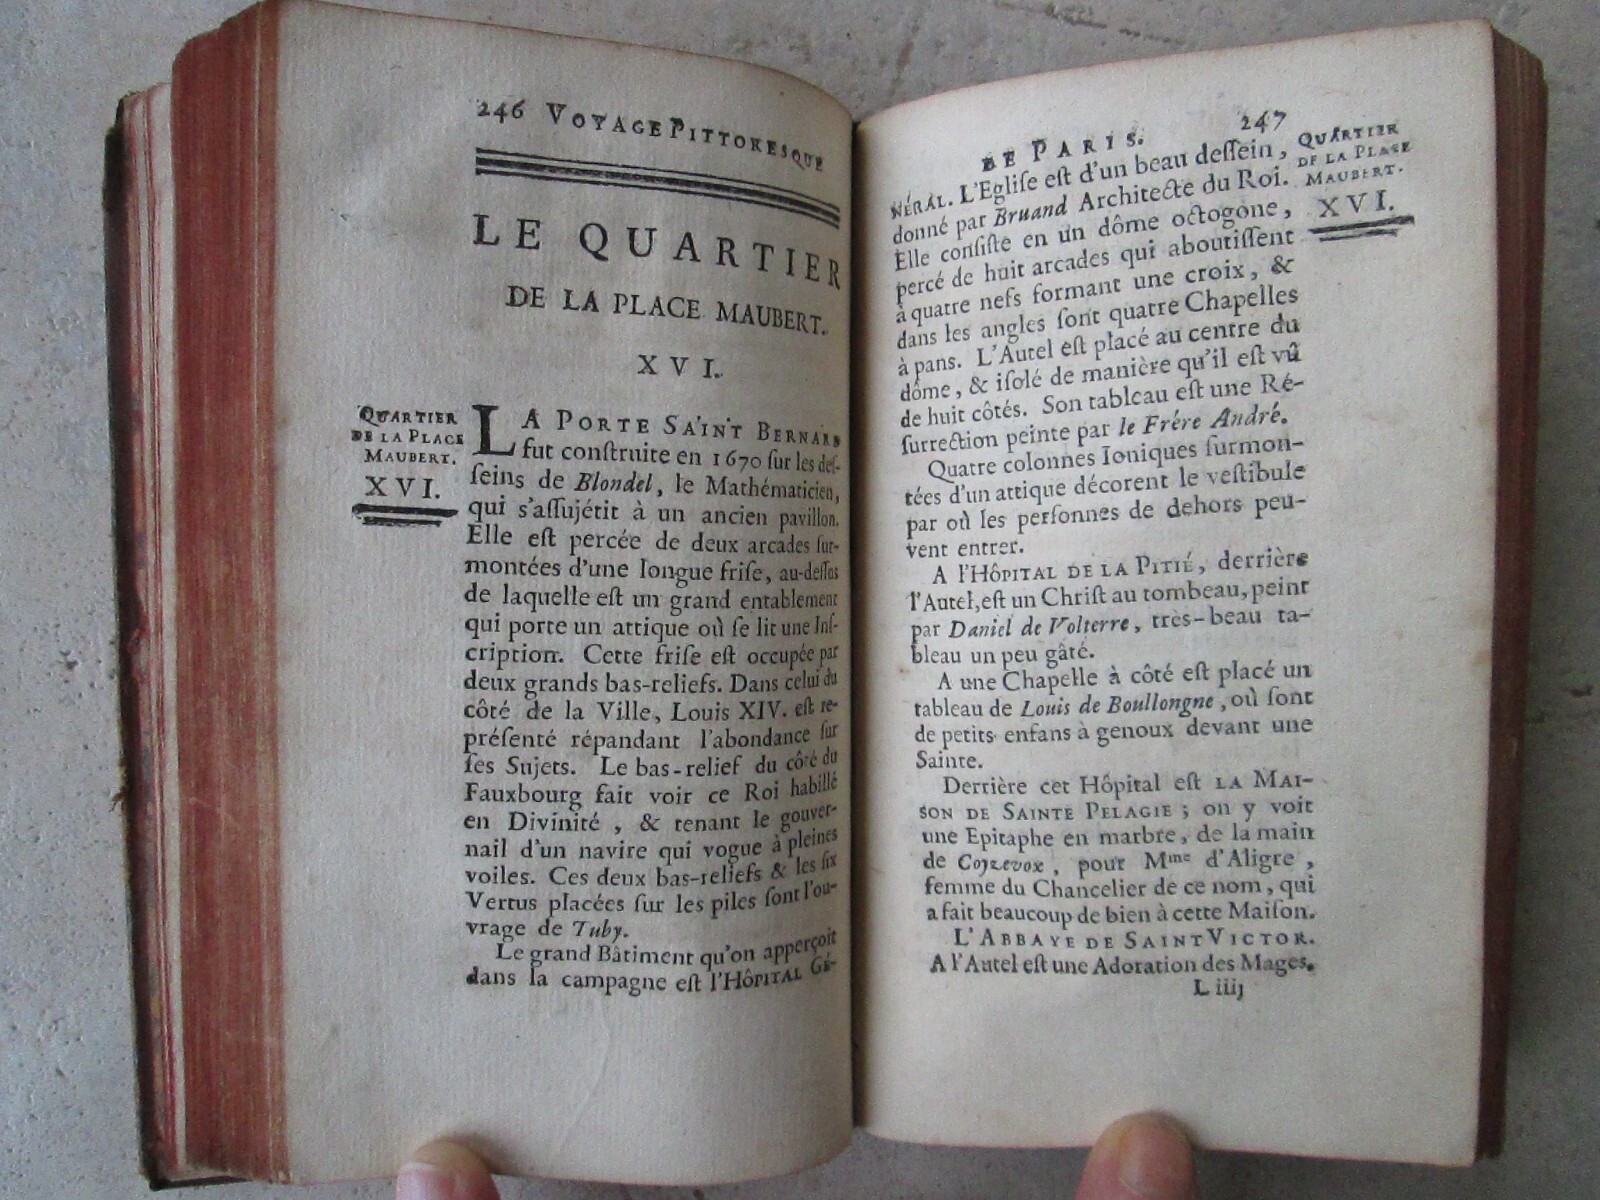 246 VOYAGE PITTORESQUE
LE QUARTIER
DE LA PLACE MAUBERT.
XVI.
QUARTIER
DE LA PLACE
MAUBERT.
XVI.
LA PORTE SAINT BERNARD
fut conſtruite en 1670 ſur les deſ-
ſeins de Blondel, le Mathématicien,
qui s'aſſujétit à un ancien pavillon.
Elle eſt percée de deux arcades ſur-
montées d'une longue friſe, au-deſſus
de laquelle eſt un grand entablement
qui porte un attique où ſe lit une Inſ-
cription. Cette friſe eſt occupée par
deux grands bas-reliefs. Dans celui du
côté de la Ville, Louis XIV. eſt re-
préſenté répandant l'abondance ſur
ſes Sujets. Le bas-relief du côté du
Fauxbourg fait voir ce Roi habillé
en Divinité, & tenant le gouver-
nail d'un navire qui vogue à pleines
voiles. Ces deux bas-reliefs & les ſix
Vertus placées ſur les piles ſont l'ou-
vrage de Tuby.
Le grand Bâtiment qu'on apperçoit
dans la campagne eſt l'HÔPITAL GÉ-
DE PARIS. 247
QUARTIER
DE LA PLACE
MAUBERT.
XVI.
NÉRAL. L'Egliſe eſt d'un beau deſſein,
donné par Bruand Architecte du Roi.
Elle conſiſte en un dôme octogone,
percé de huit arcades qui aboutiſſent
à quatre nefs formant une croix, &
dans les angles ſont quatre Chapelles
à pans. L'Autel eſt placé au centre du
dôme, & iſolé de manière qu'il eſt vû
de huit côtés. Son tableau eſt une Ré-
ſurrection peinte par le Frére André.
Quatre colonnes Ioniques ſurmon-
tées d'un attique décorent le veſtibule
par où les perſonnes de dehors peu-
vent entrer.
A l'HÔPITAL DE LA PITIÉ, derrière
l'Autel, eſt un Chriſt au tombeau, peint
par Daniel de Volterre, très-beau ta-
bleau un peu gâté.
A une Chapelle à côté eſt placé un
tableau de Louis de Boullongne, où ſont
de petits enfans à genoux devant une
Sainte.
Derrière cet Hôpital eſt LA MAI-
SON DE SAINTE PELAGIE; on y voit
une Epitaphe en marbre, de la main
de Coyzevox, pour Mme d'Aligre,
femme du Chancelier de ce nom, qui
a fait beaucoup de bien à cette Maiſon.
L'ABBAYE DE SAINT VICTOR.
A l'Autel eſt une Adoration des Mages.
L iiij